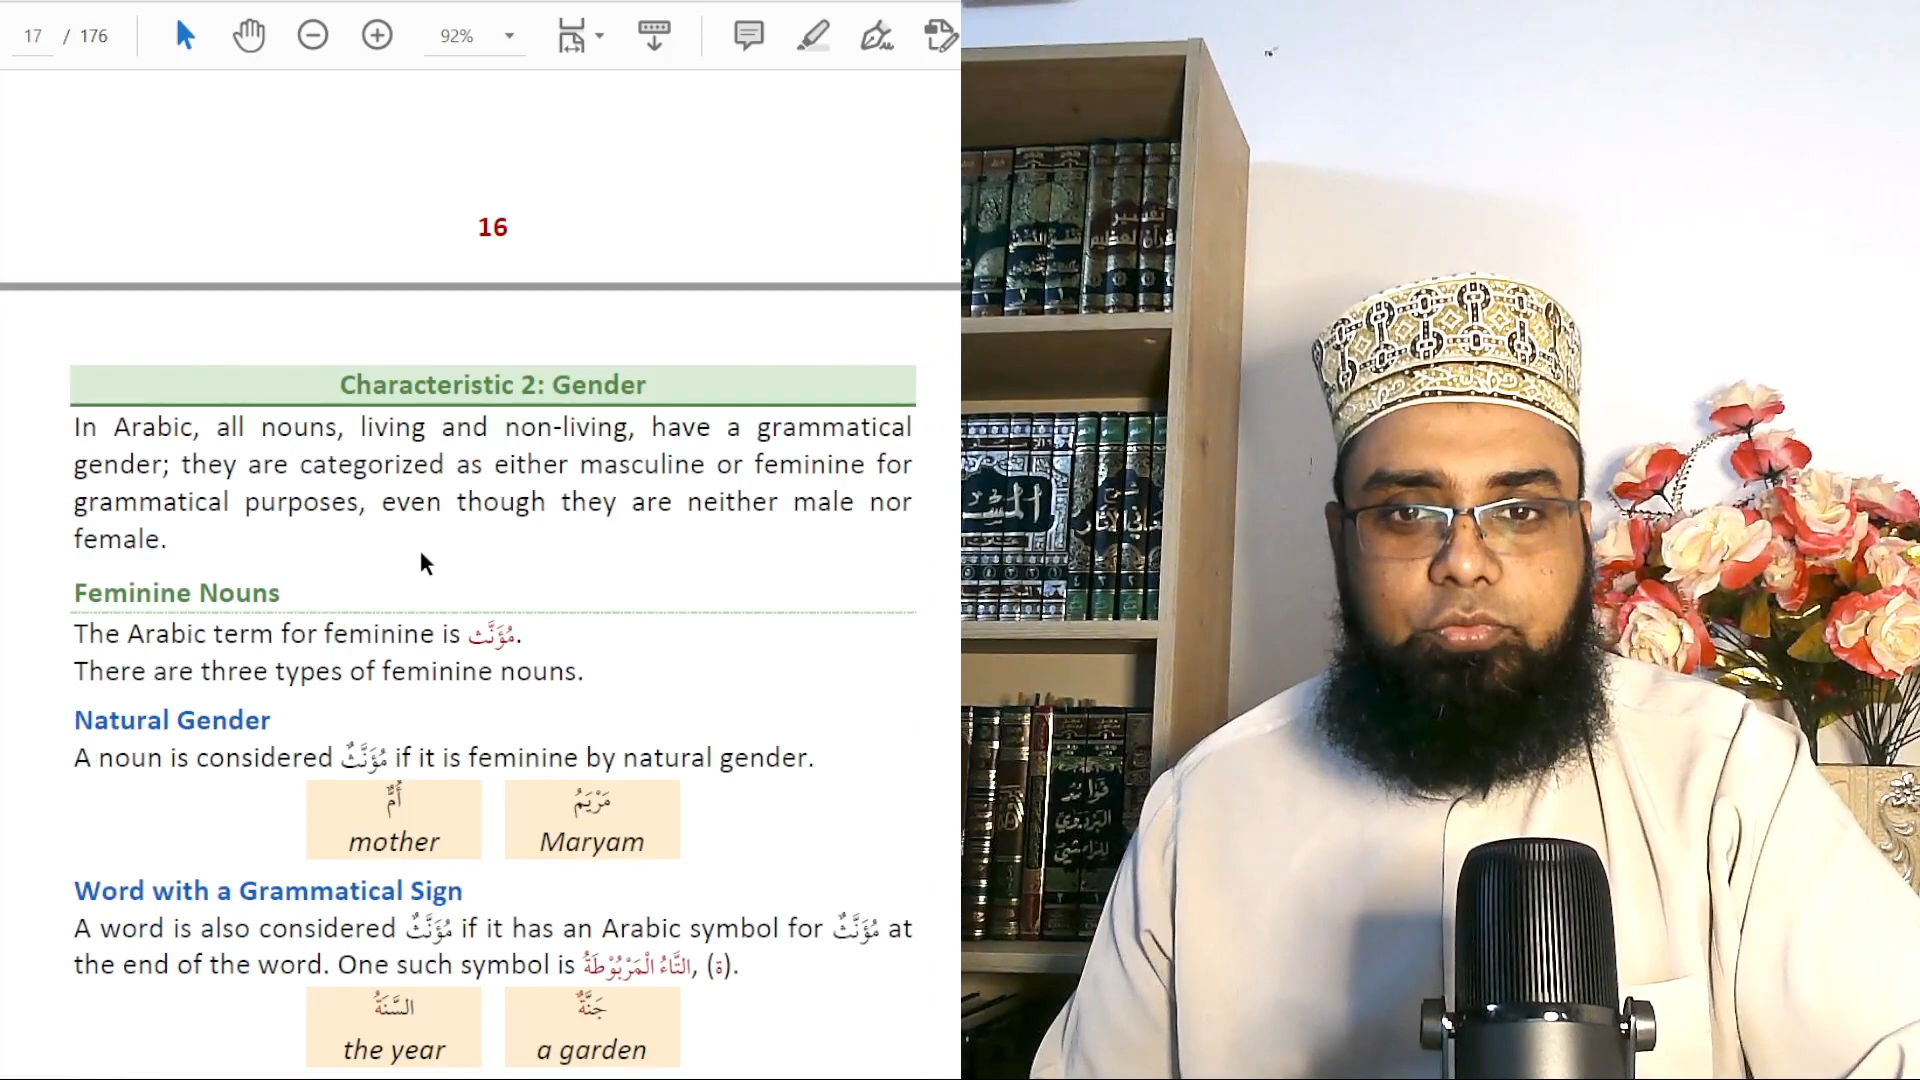 17 / 176
92%
16
Characteristic 2: Gender
In Arabic, all nouns, living and non-living, have a grammatical
gender; they are categorized as either masculine or feminine for
grammatical purposes, even though they are neither male nor
female.
Feminine Nouns
The Arabic term for feminine is مُؤَنَّث.
There are three types of feminine nouns.
Natural Gender
A noun is considered مُؤَنَّثٌ if it is feminine by natural gender.
أُمٌّ مَرْيَمُ
mother Maryam
Word with a Grammatical Sign
A word is also considered مُؤَنَّثٌ if it has an Arabic symbol for مُؤَنَّثٌ at
the end of the word. One such symbol is التَّاءُ الْمَرْبُوْطَةُ, (ة).
السَّنَةُ جَنَّةٌ
the year a garden
تفسير
القرآن العظيم